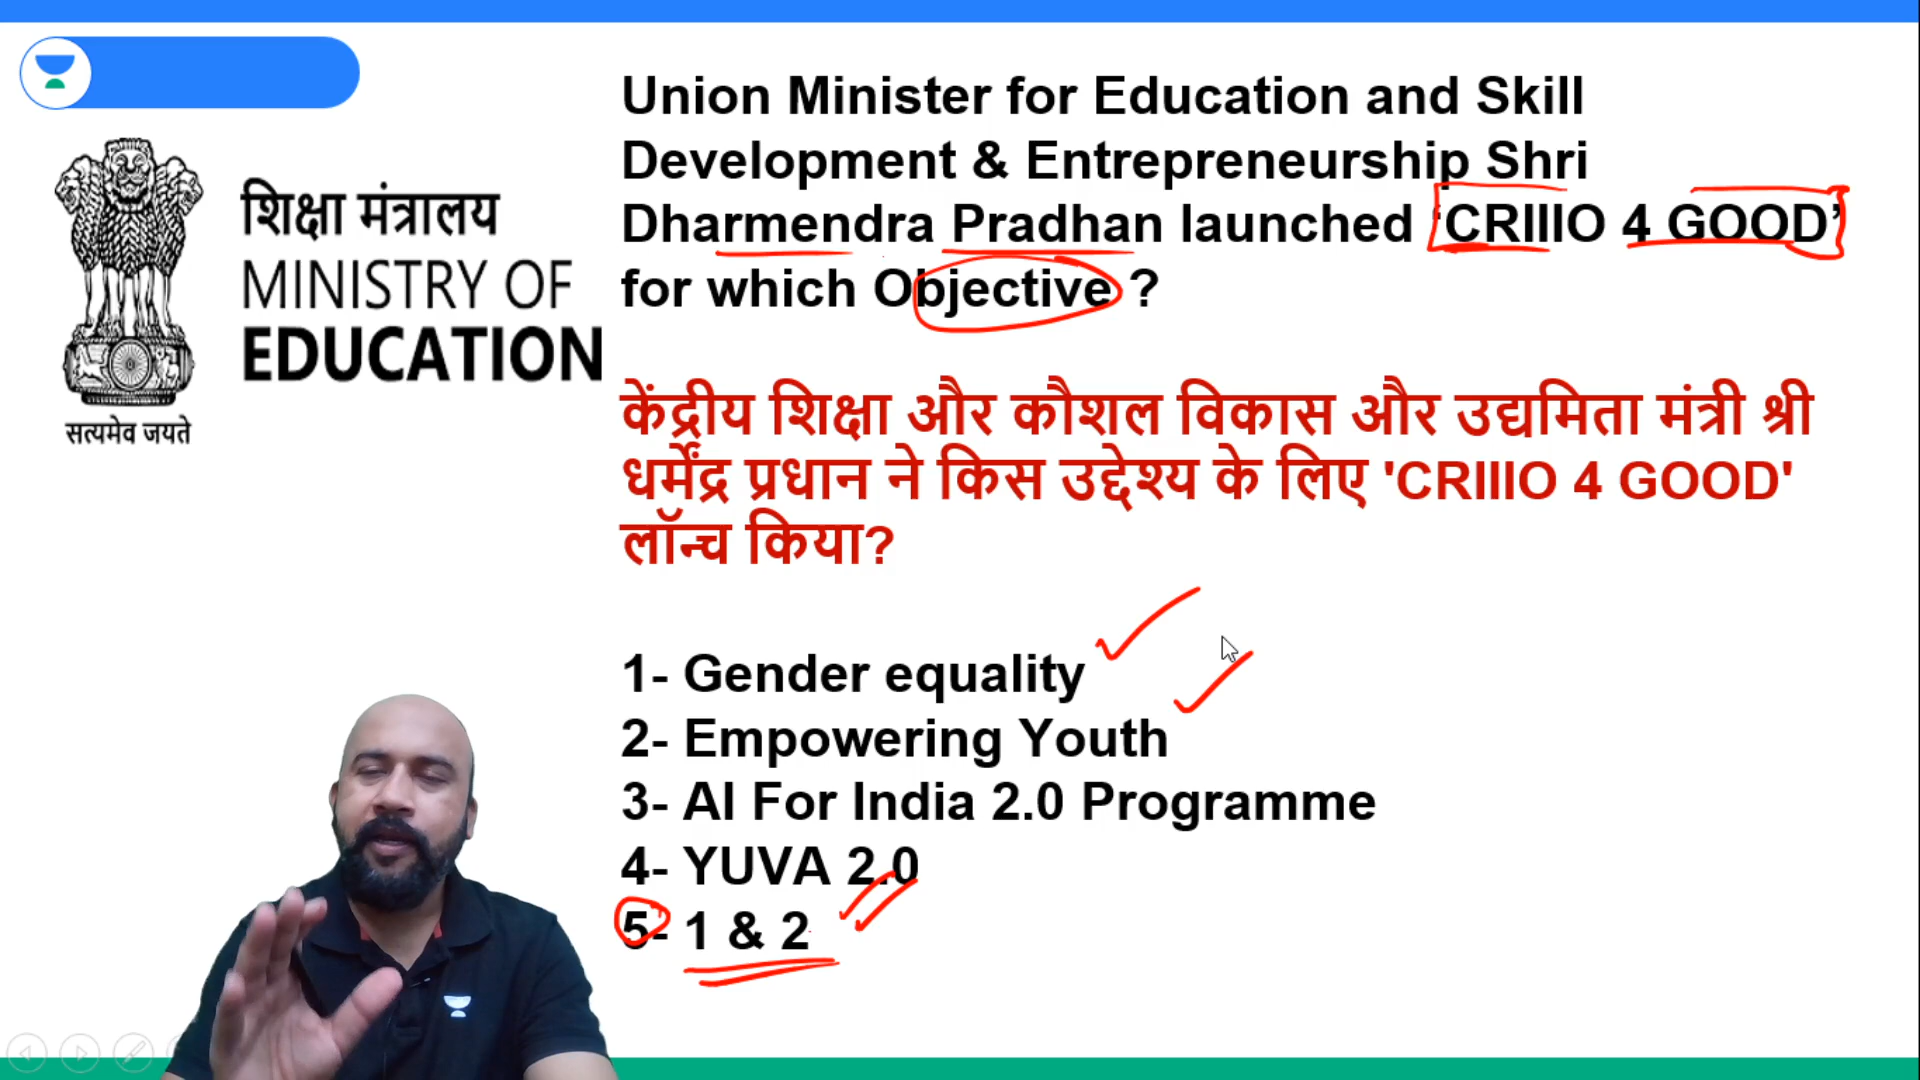 सत्यमेव जयते
शिक्षा मंत्रालय
MINISTRY OF
EDUCATION
Union Minister for Education and Skill
Development & Entrepreneurship Shri
Dharmendra Pradhan launched ‘CRIIIO 4 GOOD’
for which Objective ?
केंद्रीय शिक्षा और कौशल विकास और उद्यमिता मंत्री श्री
धर्मेंद्र प्रधान ने किस उद्देश्य के लिए 'CRIIIO 4 GOOD'
लॉन्च किया?
1- Gender equality
2- Empowering Youth
3- AI For India 2.0 Programme
4- YUVA 2.0
5- 1 & 2